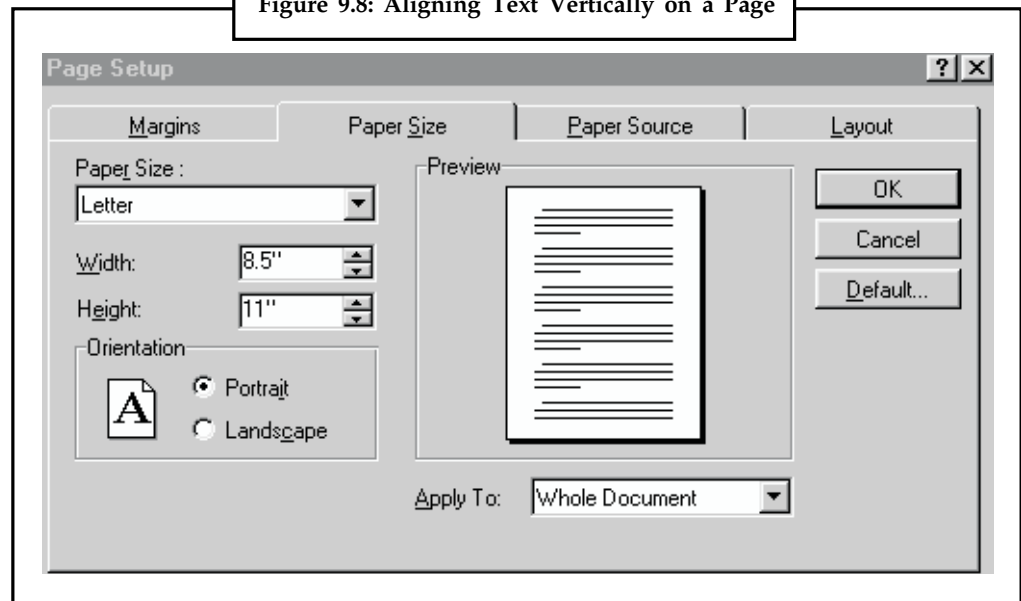 Figure 9.8: Aligning Text Vertically on a Page
Page Setup
Margins
Paper Size
Paper Source
Layout
Paper Size :
Letter
Width:
8.5"
Height:
11"
Orientation
A
Portrait
Landscape
Preview
Apply To:
Whole Document
OK
Cancel
Default...